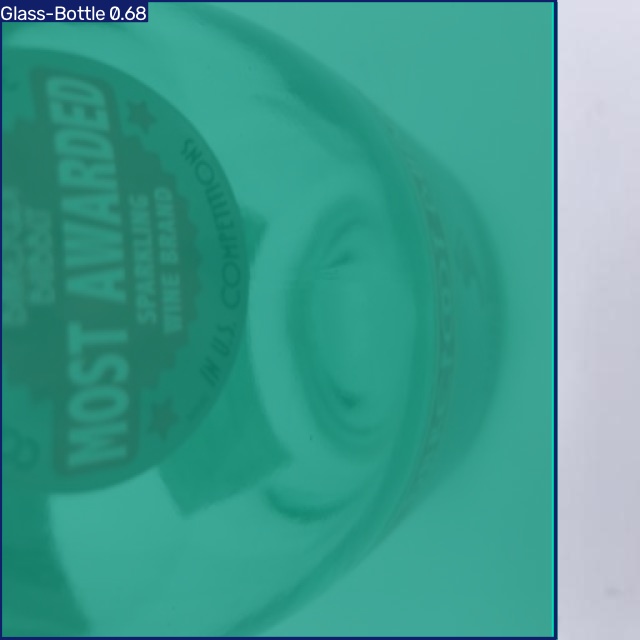 Glass-Bottle 0.68
MOST AWARDED
SPARKLING
WINE BRAND
IN U.S. COMPETITIONS